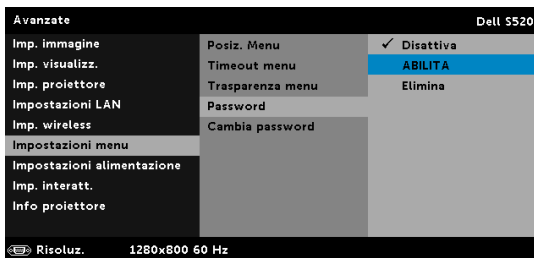 Avanzate Dell S520
Imp. immagine
Imp. visualizz.
Imp. proiettore
Impostazioni LAN
Imp. wireless
Impostazioni menu
Impostazioni alimentazione
Imp. interatt.
Info proiettore
Posiz. Menu
Timeout menu
Trasparenza menu
Password
Cambia password
✓ Disattiva
ABILITA
Elimina
Risoluz. 1280x800 60 Hz